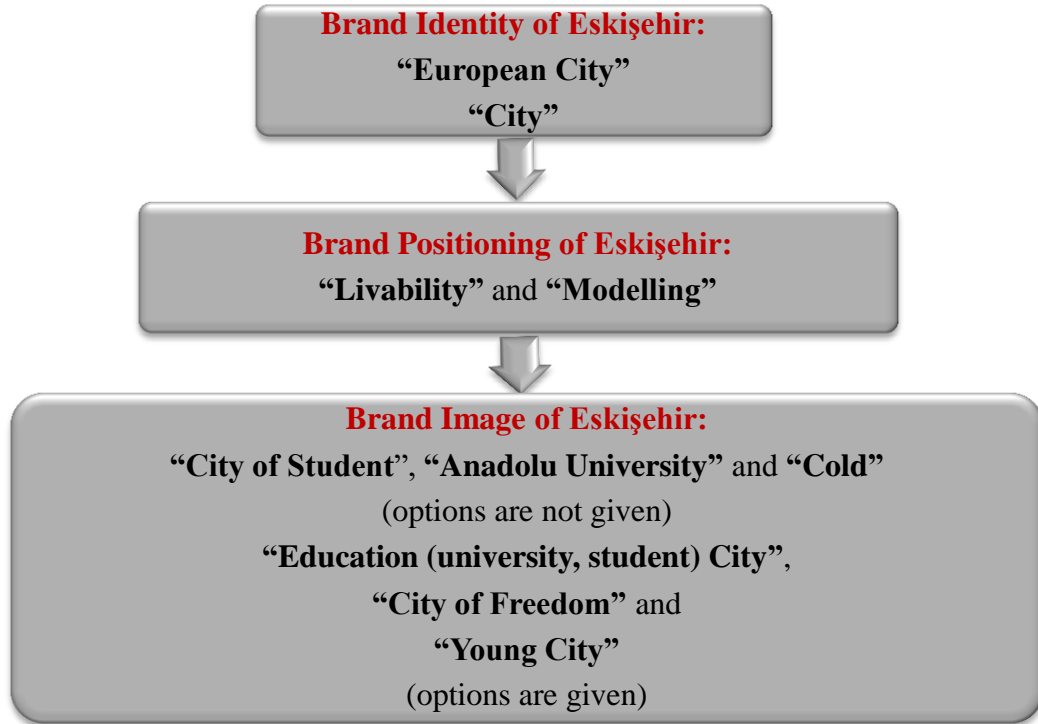 Brand Identity of Eskişehir:
“European City”
“City”
Brand Positioning of Eskişehir:
“Livability” and “Modelling”
Brand Image of Eskişehir:
“City of Student”, “Anadolu University” and “Cold”
(options are not given)
“Education (university, student) City”,
“City of Freedom” and
“Young City”
(options are given)